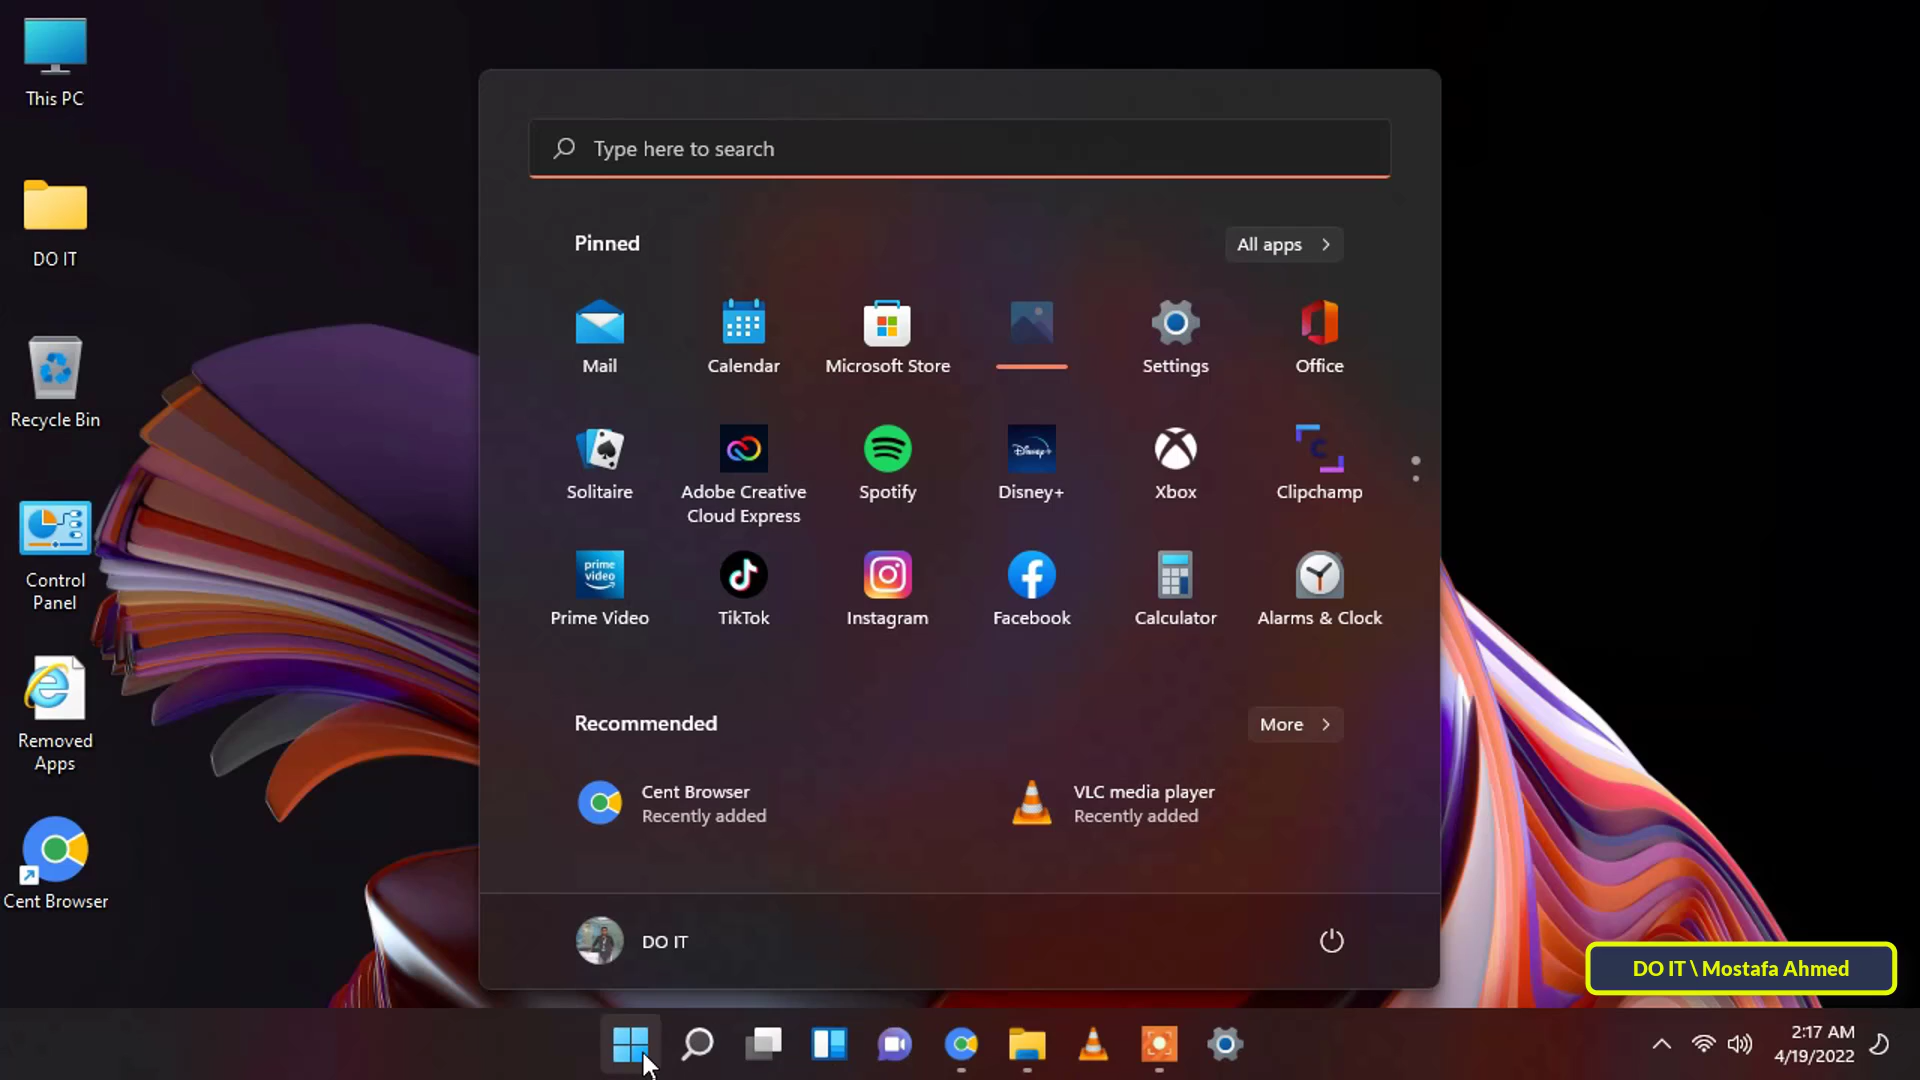 This PC
DO IT
Recycle Bin
Control
Panel
Removed
Apps
Cent Browser
Type here to search
Pinned
All apps
Mail
Calendar
Microsoft Store
Settings
Office
Solitaire
Adobe Creative
Cloud Express
Spotify
Disney+
Disney+
Xbox
Clipchamp
prime
video
Prime Video
TikTok
Instagram
Facebook
Calculator
Alarms & Clock
Recommended
More
Cent Browser
Recently added
VLC media player
Recently added
DO IT
DO IT \ Mostafa Ahmed
2:17 AM
4/19/2022